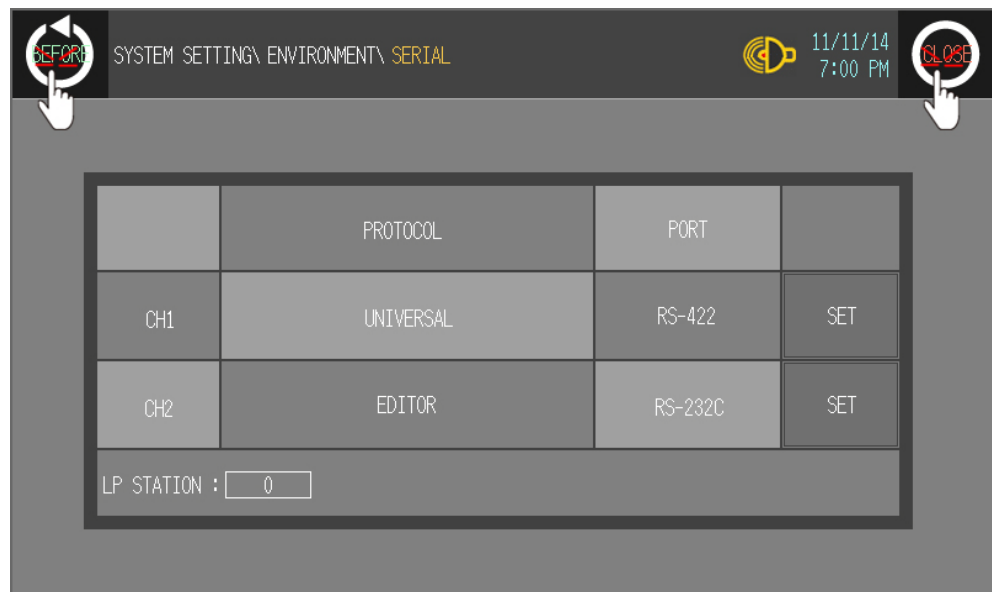 BEFORE SYSTEM SETTING\ ENVIRONMENT\ SERIAL 11/11/14 CLOSE
7:00 PM
PROTOCOL PORT
CH1 UNIVERSAL RS-422 SET
CH2 EDITOR RS-232C SET
LP STATION : 0